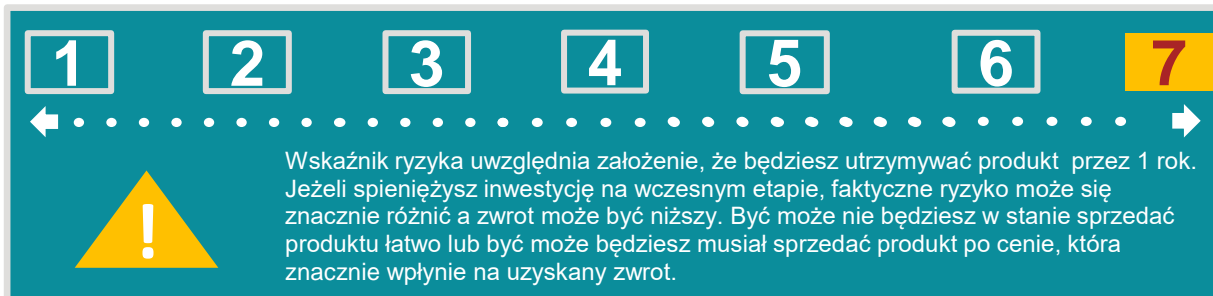 1 2 3 4 5 6 7
!
Wskaźnik ryzyka uwzględnia założenie, że będziesz utrzymywać produkt przez 1 rok.
Jeżeli spieniężysz inwestycję na wczesnym etapie, faktyczne ryzyko może się
znacznie różnić a zwrot może być niższy. Być może nie będziesz w stanie sprzedać
produktu łatwo lub być może będziesz musiał sprzedać produkt po cenie, która
znacznie wpłynie na uzyskany zwrot.